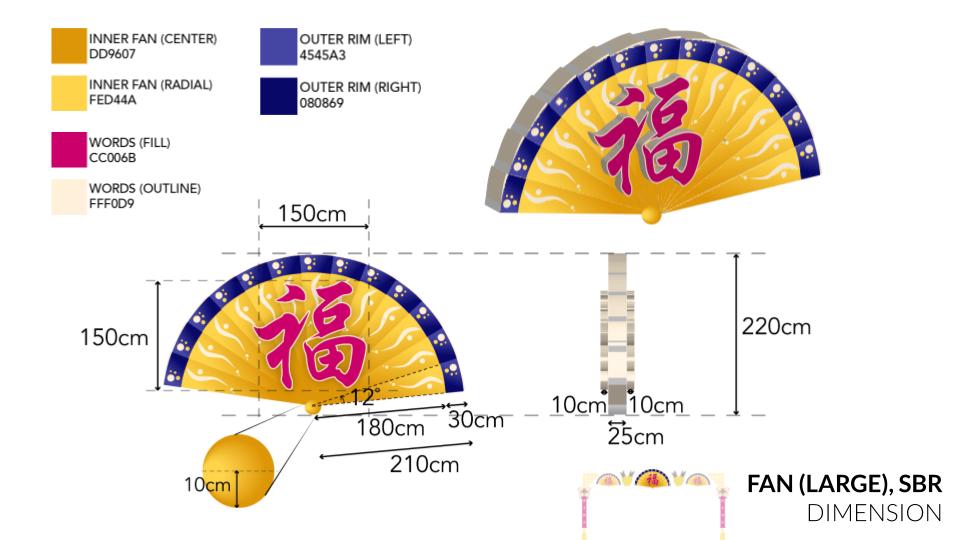 INNER FAN (CENTER)
DD9607
OUTER RIM (LEFT)
4545A3
INNER FAN (RADIAL)
FED44A
OUTER RIM (RIGHT)
080869
WORDS (FILL)
CC006B
WORDS (OUTLINE)
FFF0D9
福
150cm
150cm
福
12°
180cm
30cm
210cm
10cm
220cm
10cm
10cm
25cm
福
福
福
FAN (LARGE), SBR
DIMENSION